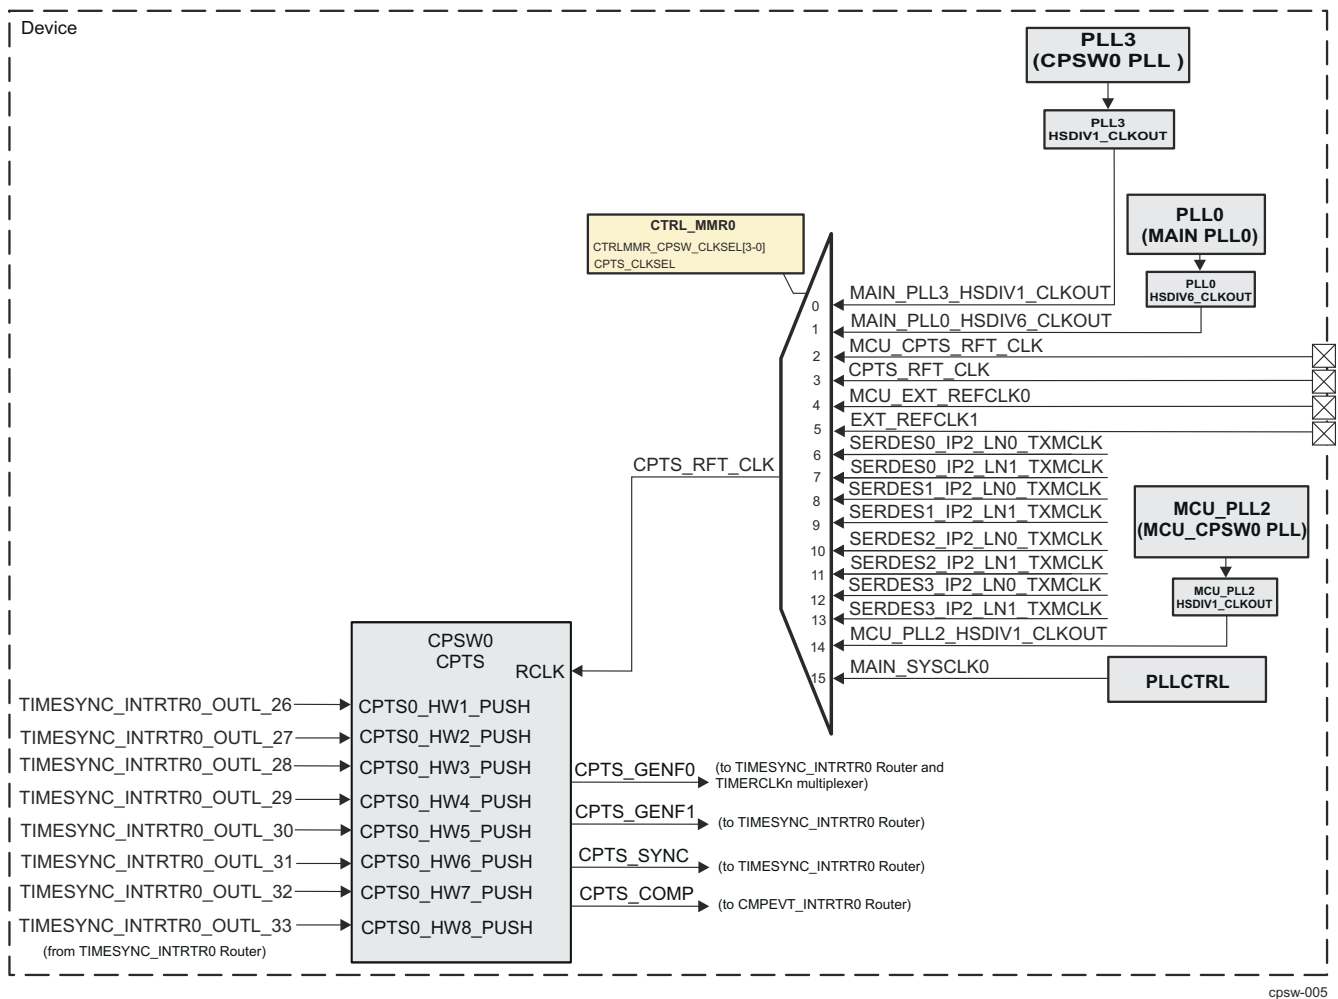 Device
PLL3
(CPSW0 PLL )
PLL3
HSDIV1_CLKOUT
PLL0
(MAIN PLL0)
PLL0
HSDIV6_CLKOUT
CTRL_MMR0
CTRLMMR_CPSW_CLKSEL[3-0]
CPTS_CLKSEL
0 MAIN_PLL3_HSDIV1_CLKOUT
1 MAIN_PLL0_HSDIV6_CLKOUT
2 MCU_CPTS_RFT_CLK
3 CPTS_RFT_CLK
4 MCU_EXT_REFCLK0
5 EXT_REFCLK1
6 SERDES0_IP2_LN0_TXMCLK
7 SERDES0_IP2_LN1_TXMCLK
8 SERDES1_IP2_LN0_TXMCLK
9 SERDES1_IP2_LN1_TXMCLK
10 SERDES2_IP2_LN0_TXMCLK
11 SERDES2_IP2_LN1_TXMCLK
12 SERDES3_IP2_LN0_TXMCLK
13 SERDES3_IP2_LN1_TXMCLK
14 MCU_PLL2_HSDIV1_CLKOUT
15 MAIN_SYSCLK0
CPTS_RFT_CLK
MCU_PLL2
(MCU_CPSW0 PLL)
MCU_PLL2
HSDIV1_CLKOUT
PLLCTRL
CPSW0
CPTS
RCLK
TIMESYNC_INTRTR0_OUTL_26 CPTS0_HW1_PUSH
TIMESYNC_INTRTR0_OUTL_27 CPTS0_HW2_PUSH
TIMESYNC_INTRTR0_OUTL_28 CPTS0_HW3_PUSH
TIMESYNC_INTRTR0_OUTL_29 CPTS0_HW4_PUSH
TIMESYNC_INTRTR0_OUTL_30 CPTS0_HW5_PUSH
TIMESYNC_INTRTR0_OUTL_31 CPTS0_HW6_PUSH
TIMESYNC_INTRTR0_OUTL_32 CPTS0_HW7_PUSH
TIMESYNC_INTRTR0_OUTL_33 CPTS0_HW8_PUSH
(from TIMESYNC_INTRTR0 Router)
CPTS_GENF0 (to TIMESYNC_INTRTR0 Router and
TIMERCLKn multiplexer)
CPTS_GENF1 (to TIMESYNC_INTRTR0 Router)
CPTS_SYNC (to TIMESYNC_INTRTR0 Router)
CPTS_COMP (to CMPEVT_INTRTR0 Router)
cpsw-005